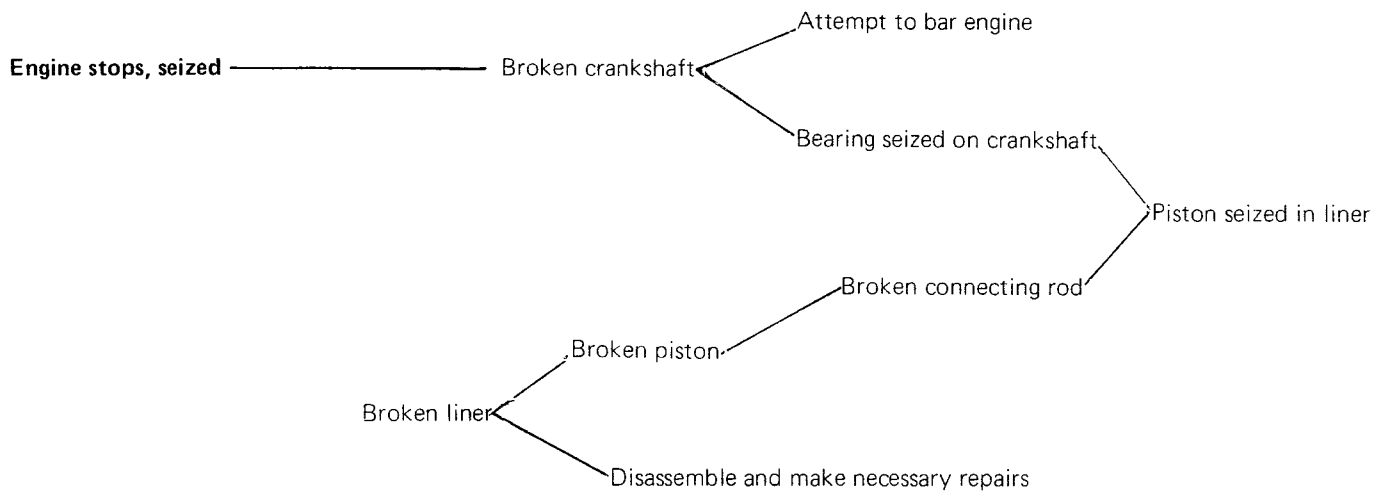 Attempt to bar engine
Engine stops, seized
Broken crankshaft
Bearing seized on crankshaft
Piston seized in liner
Broken connecting rod
Broken piston
Broken liner
Disassemble and make necessary repairs